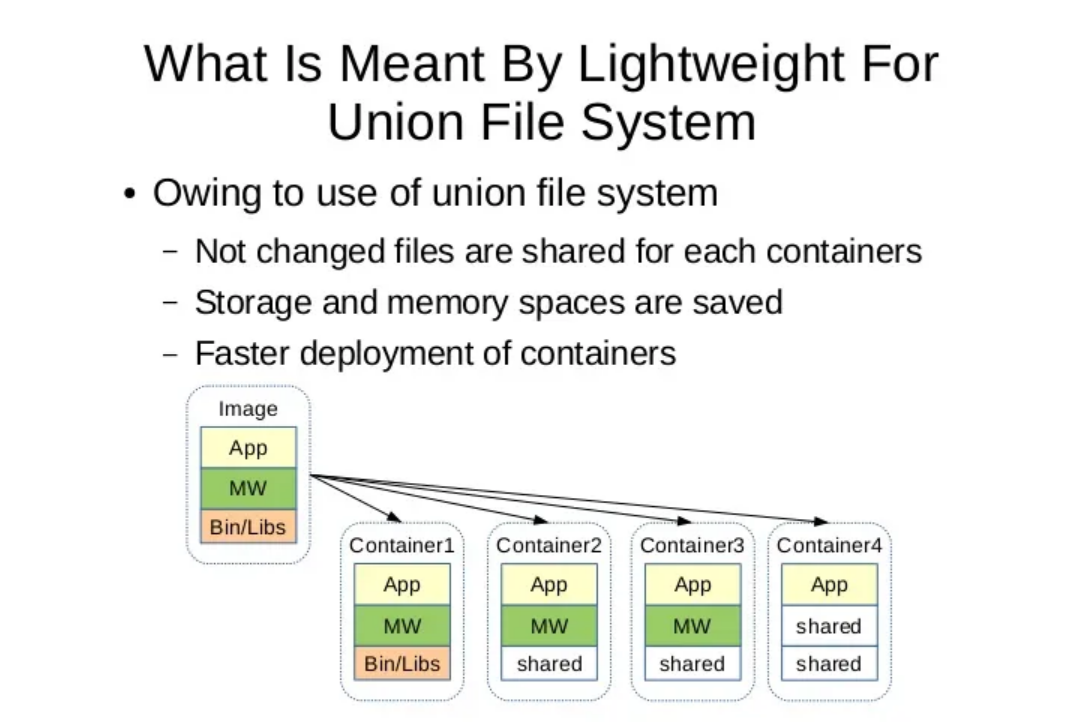 What Is Meant By Lightweight For
Union File System
• Owing to use of union file system
– Not changed files are shared for each containers
– Storage and memory spaces are saved
– Faster deployment of containers
Image
App
MW
Bin/Libs
Container1
App
MW
Bin/Libs
Container2
App
MW
shared
Container3
App
MW
shared
Container4
App
shared
shared